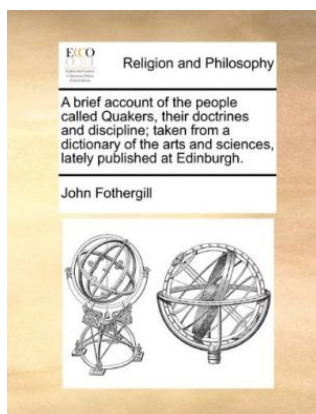 ECCO
Religion and Philosophy
A brief account of the people
called Quakers, their doctrines
and discipline; taken from a
dictionary of the arts and sciences,
lately published at Edinburgh.
John Fothergill